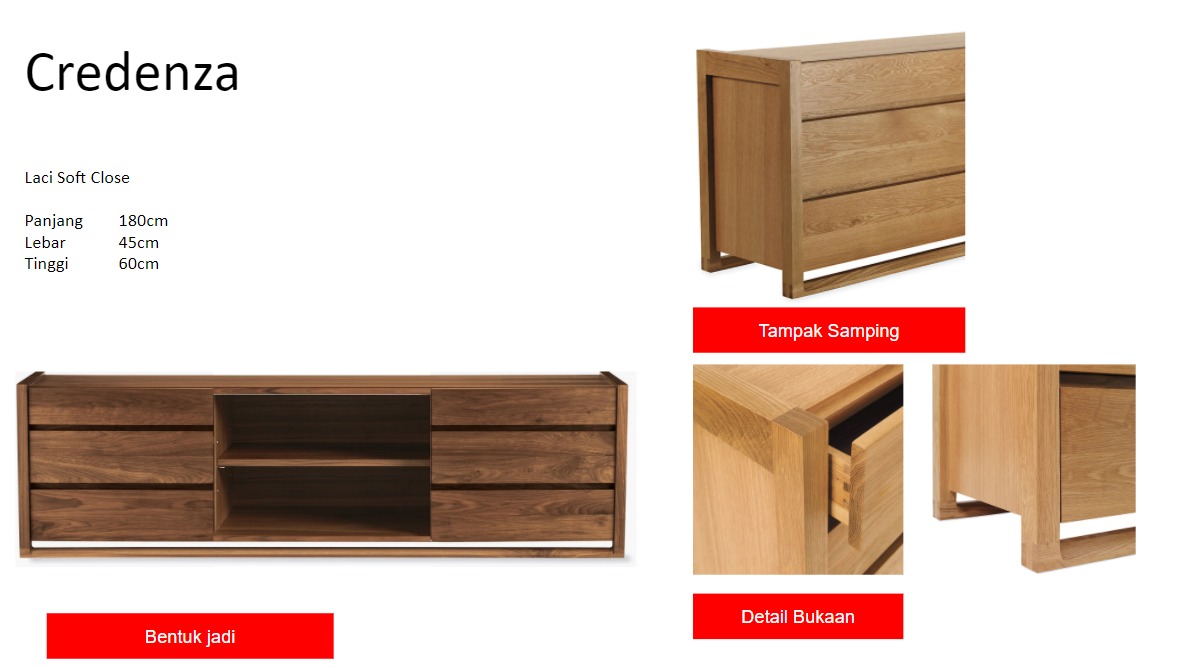 Credenza
Laci Soft Close
Panjang 180cm
Lebar 45cm
Tinggi 60cm
Tampak Samping
Detail Bukaan
Bentuk jadi